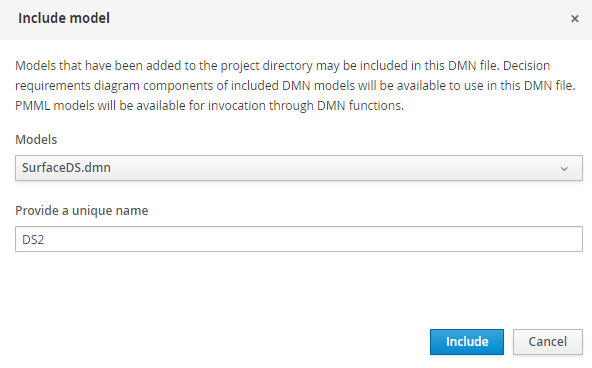 Include model
×
Models that have been added to the project directory may be included in this DMN file. Decision
requirements diagram components of included DMN models will be available to use in this DMN file.
PMML models will be available for invocation through DMN functions.
Models
SurfaceDS.dmn
Provide a unique name
DS2
Include Cancel